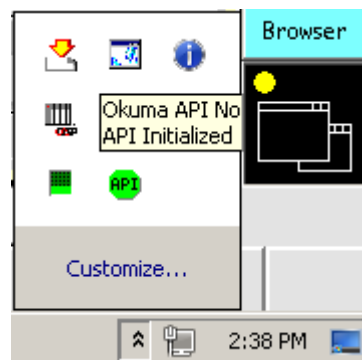 Browser
Okuma API No
API Initialized
API
Customize...
2:38 PM